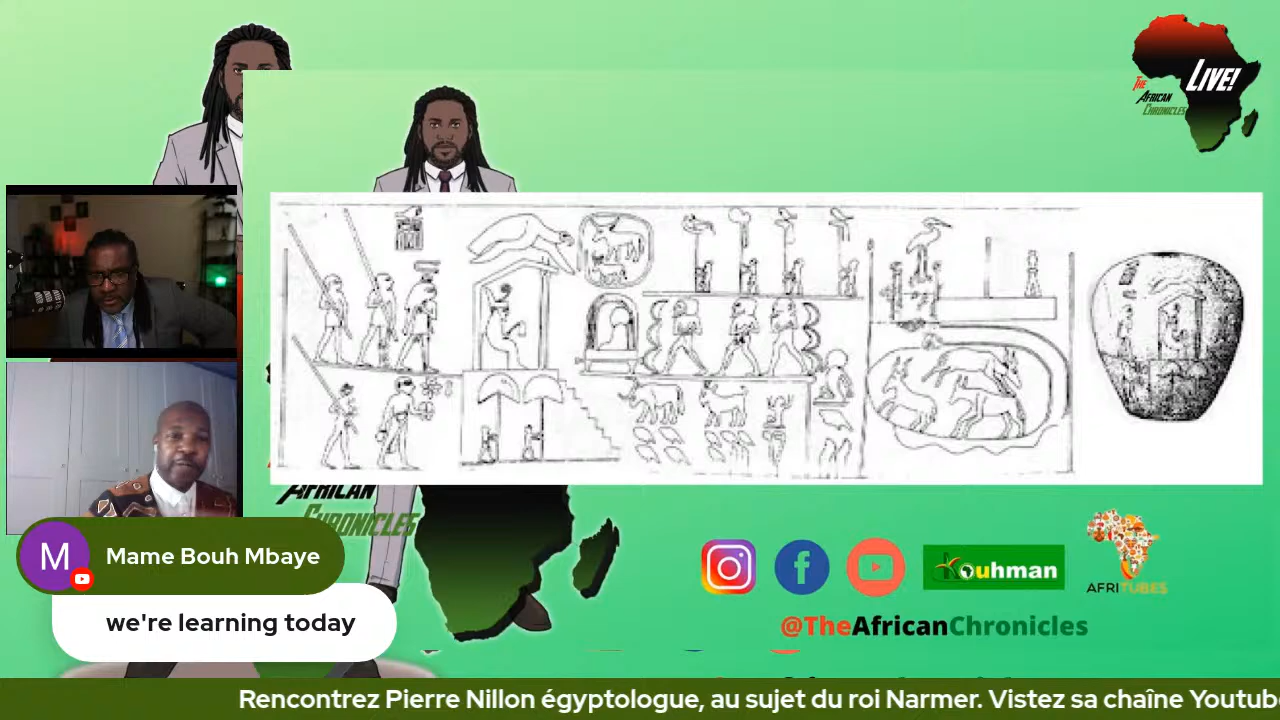 THE
AFRICAN
CHRONICLES
LIVE!
AFRICAN
CHRONICLES
M
Mame Bouh Mbaye
we're learning today
Kouhman
AFRITUBES
@TheAfricanChronicles
Rencontrez Pierre Nillon égyptologue, au sujet du roi Narmer. Vistez sa chaîne Youtub